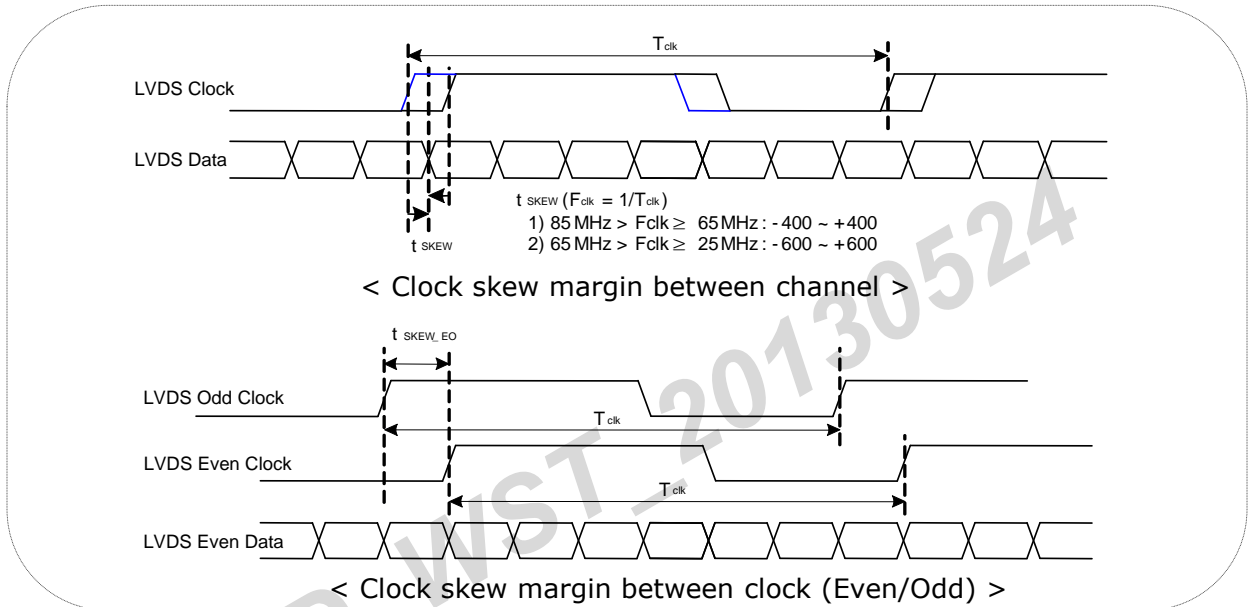 Tclk
LVDS Clock
LVDS Data
t SKEW (Fclk = 1/Tclk)
1) 85 MHz > Fclk ≥ 65 MHz : -400 ~ +400
2) 65 MHz > Fclk ≥ 25 MHz : -600 ~ +600
t SKEW
< Clock skew margin between channel >
t SKEW_EO
LVDS Odd Clock
Tclk
LVDS Even Clock
Tclk
LVDS Even Data
< Clock skew margin between clock (Even/Odd) >
WST_20130524